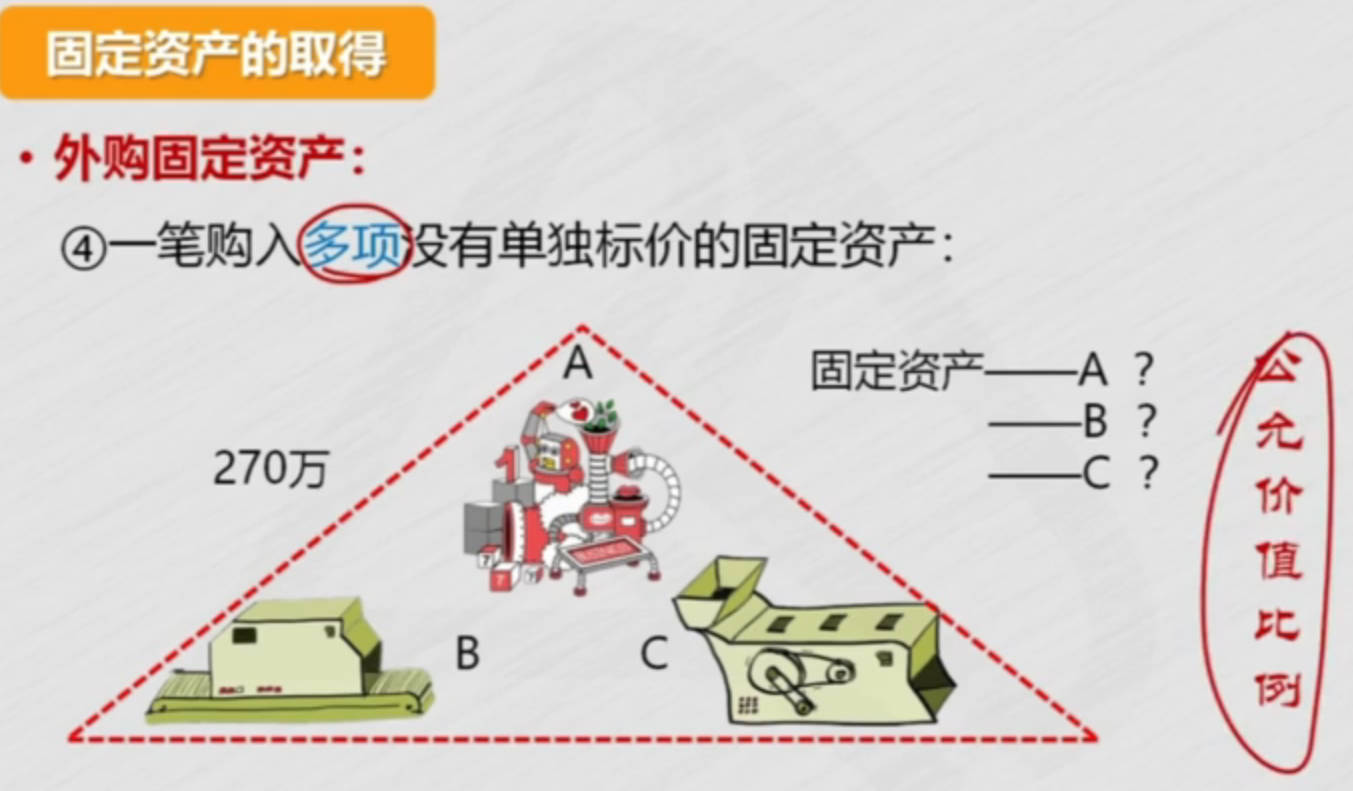 固定资产的取得
• 外购固定资产：
④一笔购入多项没有单独标价的固定资产：
A
固定资产——A ？
——B ？
——C ？
270万
B
C
公允价值比例